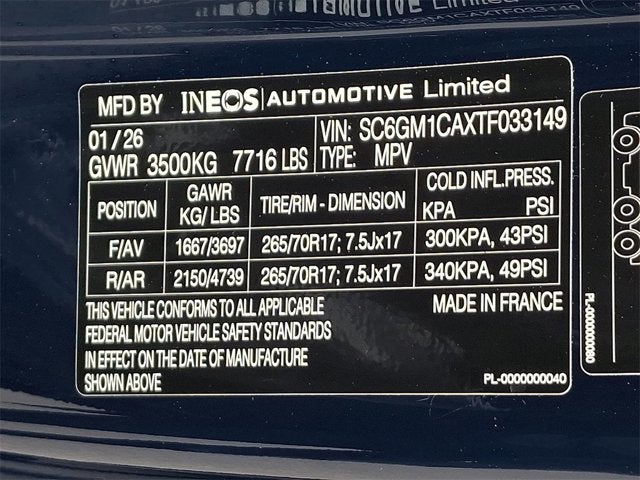 MFD BY INEOS AUTOMOTIVE Limited
01 / 26 VIN: SC6GM1CAXTF033149
GVWR 3500KG 7716 LBS TYPE: MPV
POSITION GAWR KG/ LBS TIRE/RIM - DIMENSION COLD INFL.PRESS. KPA PSI
F/AV 1667/3697 265/70R17; 7.5Jx17 300KPA, 43PSI
R/AR 2150/4739 265/70R17; 7.5Jx17 340KPA, 49PSI
THIS VEHICLE CONFORMS TO ALL APPLICABLE MADE IN FRANCE
FEDERAL MOTOR VEHICLE SAFETY STANDARDS
IN EFFECT ON THE DATE OF MANUFACTURE
SHOWN ABOVE PL-0000000040
PL-0000000080